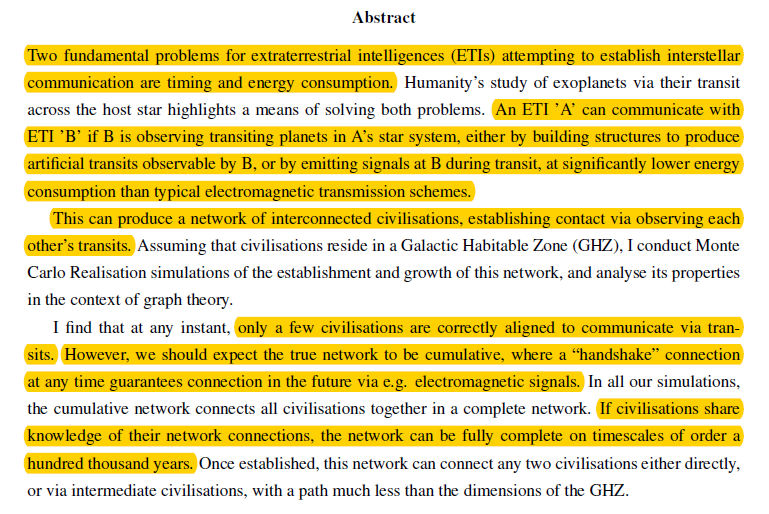 Abstract
Two fundamental problems for extraterrestrial intelligences (ETIs) attempting to establish interstellar
communication are timing and energy consumption. Humanity's study of exoplanets via their transit
across the host star highlights a means of solving both problems. An ETI 'A' can communicate with
ETI 'B' if B is observing transiting planets in A's star system, either by building structures to produce
artificial transits observable by B, or by emitting signals at B during transit, at significantly lower energy
consumption than typical electromagnetic transmission schemes.
This can produce a network of interconnected civilisations, establishing contact via observing each
other's transits. Assuming that civilisations reside in a Galactic Habitable Zone (GHZ), I conduct Monte
Carlo Realisation simulations of the establishment and growth of this network, and analyse its properties
in the context of graph theory.
I find that at any instant, only a few civilisations are correctly aligned to communicate via tran-
sits. However, we should expect the true network to be cumulative, where a “handshake” connection
at any time guarantees connection in the future via e.g. electromagnetic signals. In all our simulations,
the cumulative network connects all civilisations together in a complete network. If civilisations share
knowledge of their network connections, the network can be fully complete on timescales of order a
hundred thousand years. Once established, this network can connect any two civilisations either directly,
or via intermediate civilisations, with a path much less than the dimensions of the GHZ.